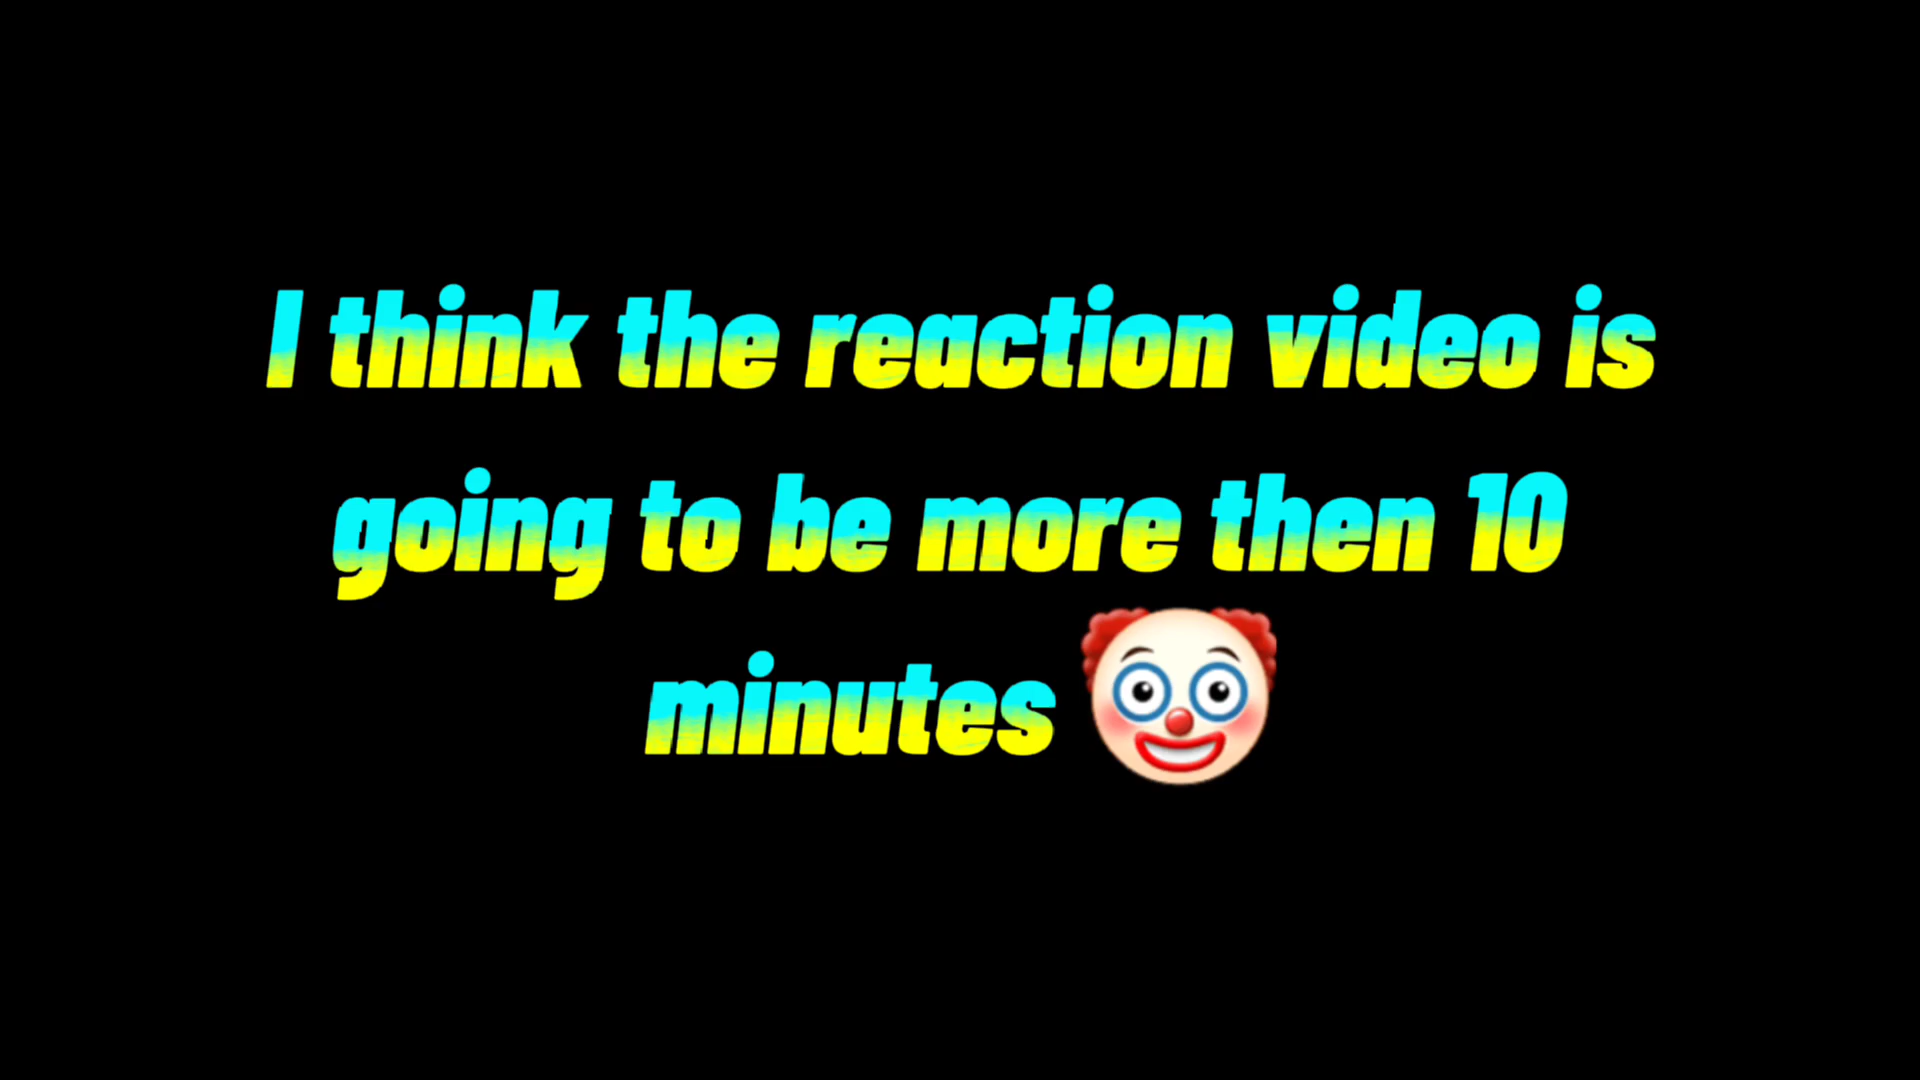 I think the reaction video is
going to be more then 10
minutes 🤡